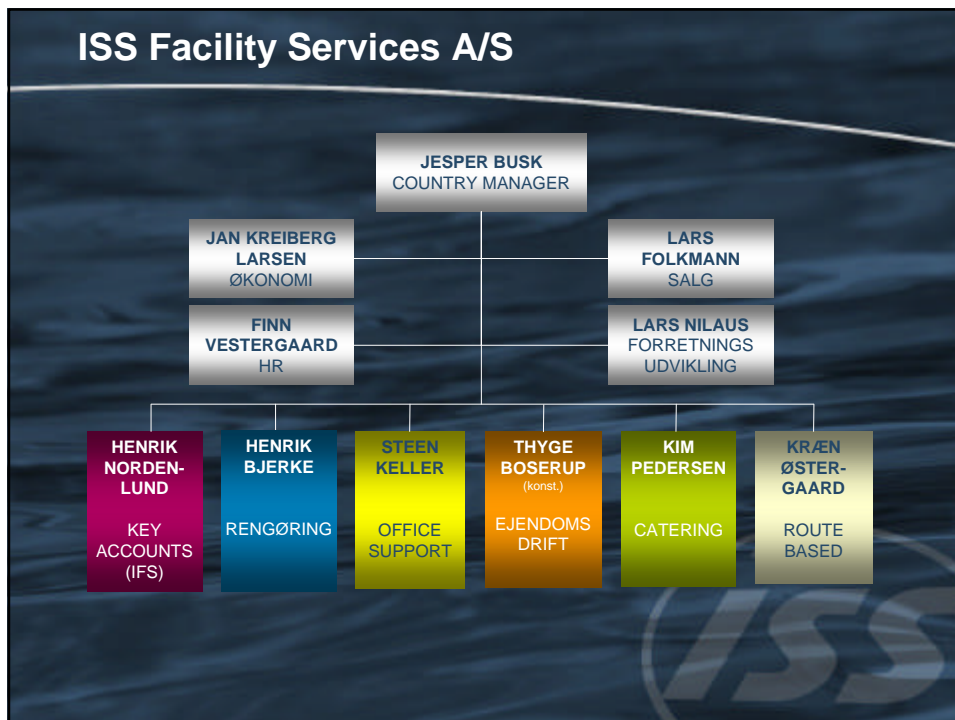 ISS Facility Services A/S
JESPER BUSK
COUNTRY MANAGER
JAN KREIBERG
LARSEN
ØKONOMI
LARS
FOLKMANN
SALG
FINN
VESTERGAARD
HR
LARS NILAUS
FORRETNINGS
UDVIKLING
HENRIK
NORDEN-
LUND
KEY
ACCOUNTS
(IFS)
HENRIK
BJERKE
RENGØRING
STEEN
KELLER
OFFICE
SUPPORT
THYGE
BOSERUP
(konst.)
EJENDOMS
DRIFT
KIM
PEDERSEN
CATERING
KRÆN
ØSTER-
GAARD
ROUTE
BASED
ISS